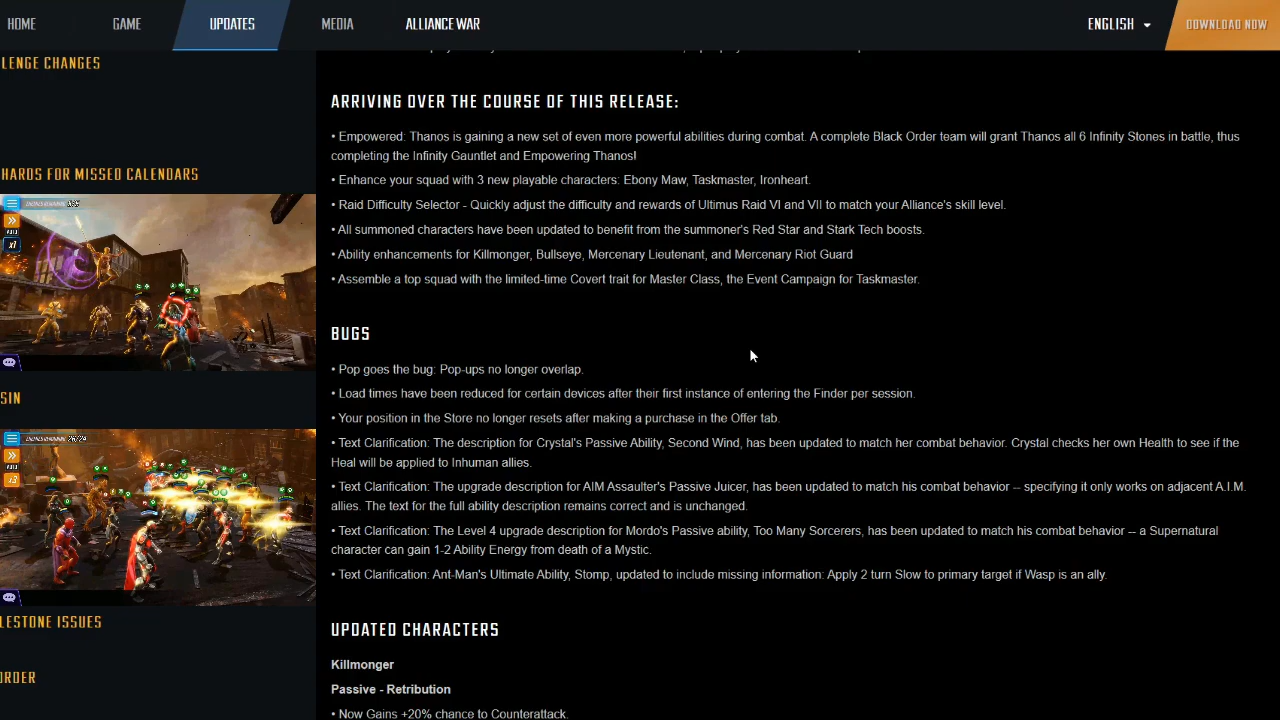 HOME
GAME
UPDATES
MEDIA
ALLIANCE WAR
ENGLISH
DOWNLOAD NOW
LENGE CHANGES
HARDS FOR MISSED CALENDARS
SIN
LESTONE ISSUES
ORDER
ARRIVING OVER THE COURSE OF THIS RELEASE:
• Empowered: Thanos is gaining a new set of even more powerful abilities during combat. A complete Black Order team will grant Thanos all 6 Infinity Stones in battle, thus
completing the Infinity Gauntlet and Empowering Thanos!
• Enhance your squad with 3 new playable characters: Ebony Maw, Taskmaster, Ironheart.
• Raid Difficulty Selector - Quickly adjust the difficulty and rewards of Ultimus Raid VI and VII to match your Alliance's skill level.
• All summoned characters have been updated to benefit from the summoner's Red Star and Stark Tech boosts.
• Ability enhancements for Killmonger, Bullseye, Mercenary Lieutenant, and Mercenary Riot Guard
• Assemble a top squad with the limited-time Covert trait for Master Class, the Event Campaign for Taskmaster.
BUGS
• Pop goes the bug: Pop-ups no longer overlap.
• Load times have been reduced for certain devices after their first instance of entering the Finder per session.
• Your position in the Store no longer resets after making a purchase in the Offer tab.
• Text Clarification: The description for Crystal's Passive Ability, Second Wind, has been updated to match her combat behavior. Crystal checks her own Health to see if the
Heal will be applied to Inhuman allies.
• Text Clarification: The upgrade description for AIM Assaulter's Passive Juicer, has been updated to match his combat behavior -- specifying it only works on adjacent A.I.M.
allies. The text for the full ability description remains correct and is unchanged.
• Text Clarification: The Level 4 upgrade description for Mordo's Passive ability, Too Many Sorcerers, has been updated to match his combat behavior -- a Supernatural
character can gain 1-2 Ability Energy from death of a Mystic.
• Text Clarification: Ant-Man's Ultimate Ability, Stomp, updated to include missing information: Apply 2 turn Slow to primary target if Wasp is an ally.
UPDATED CHARACTERS
Killmonger
Passive - Retribution
• Now Gains +20% chance to Counterattack.